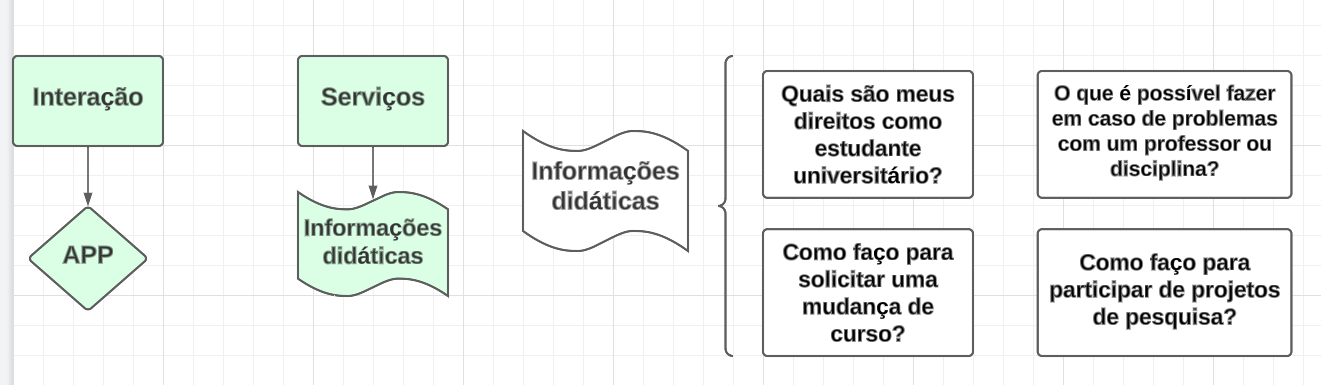 Interação
APP
Serviços
Informações
didáticas
Informações
didáticas
Quais são meus
direitos como
estudante
universitário?
O que é possível fazer
em caso de problemas
com um professor ou
disciplina?
Como faço para
solicitar uma
mudança de
curso?
Como faço para
participar de projetos
de pesquisa?